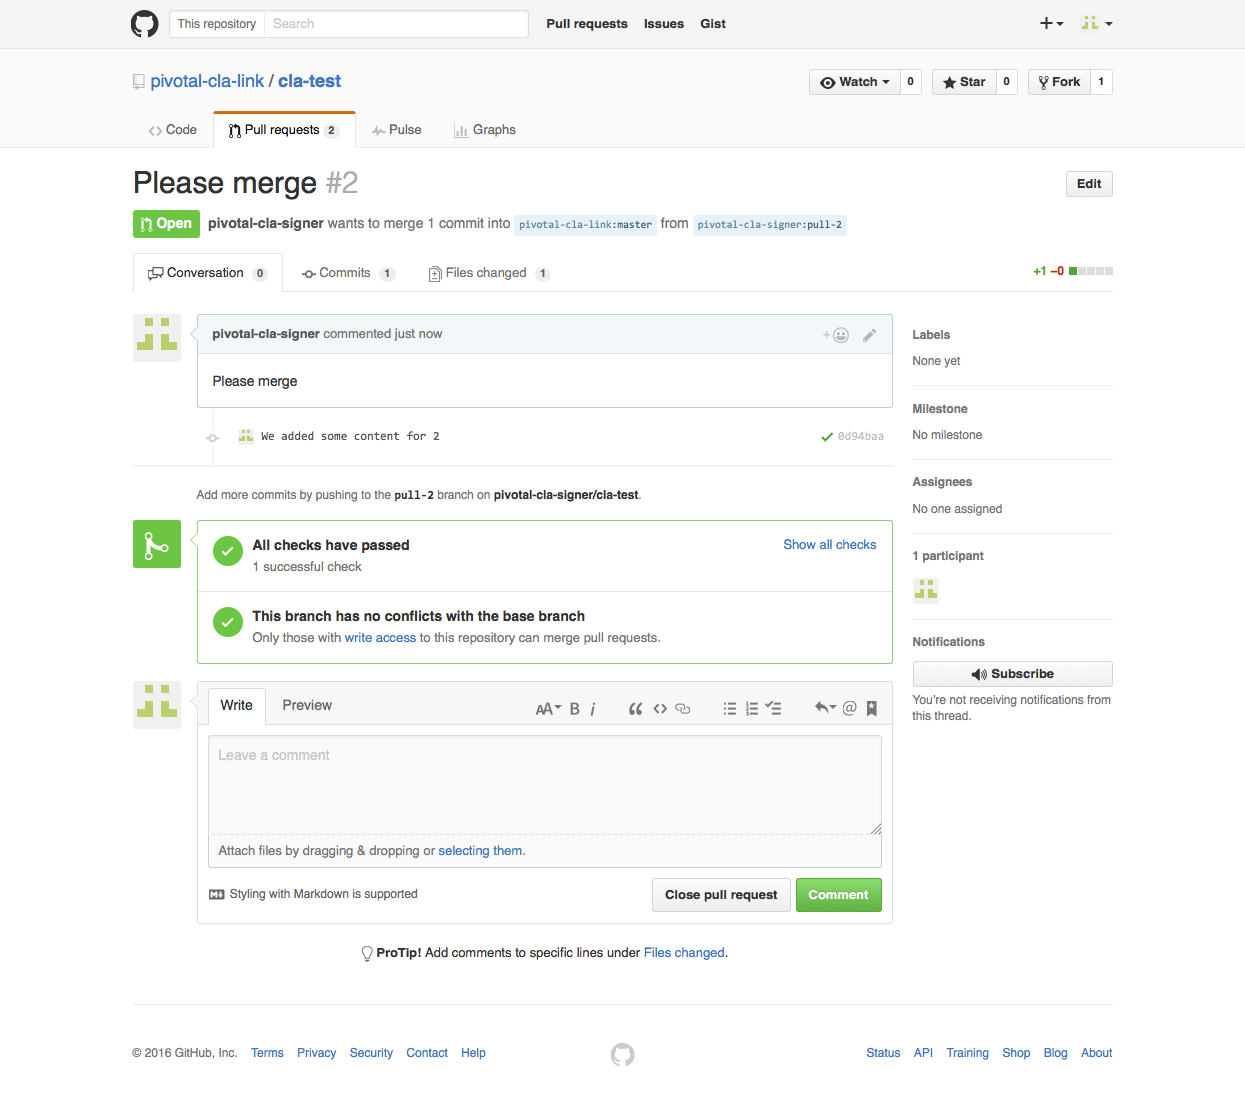 This repository Search Pull requests Issues Gist
pivotal-cla-link / cla-test
Watch 0 Star 0 Fork 1
Code Pull requests 2 Pulse Graphs
Please merge #2
Edit
Open pivotal-cla-signer wants to merge 1 commit into pivotal-cla-link:master from pivotal-cla-signer:pull-2
Conversation 0 Commits 1 Files changed 1
+1 −0
pivotal-cla-signer commented just now
Please merge
We added some content for 2
0d94baa
Add more commits by pushing to the pull-2 branch on pivotal-cla-signer/cla-test.
All checks have passed
Show all checks
1 successful check
This branch has no conflicts with the base branch
Only those with write access to this repository can merge pull requests.
Labels
None yet
Milestone
No milestone
Assignees
No one assigned
1 participant
Notifications
Subscribe
You're not receiving notifications from
this thread.
Write Preview
AA B i @
Leave a comment
Attach files by dragging & dropping or selecting them.
Styling with Markdown is supported
Close pull request
Comment
ProTip! Add comments to specific lines under Files changed.
© 2016 GitHub, Inc. Terms Privacy Security Contact Help
Status API Training Shop Blog About